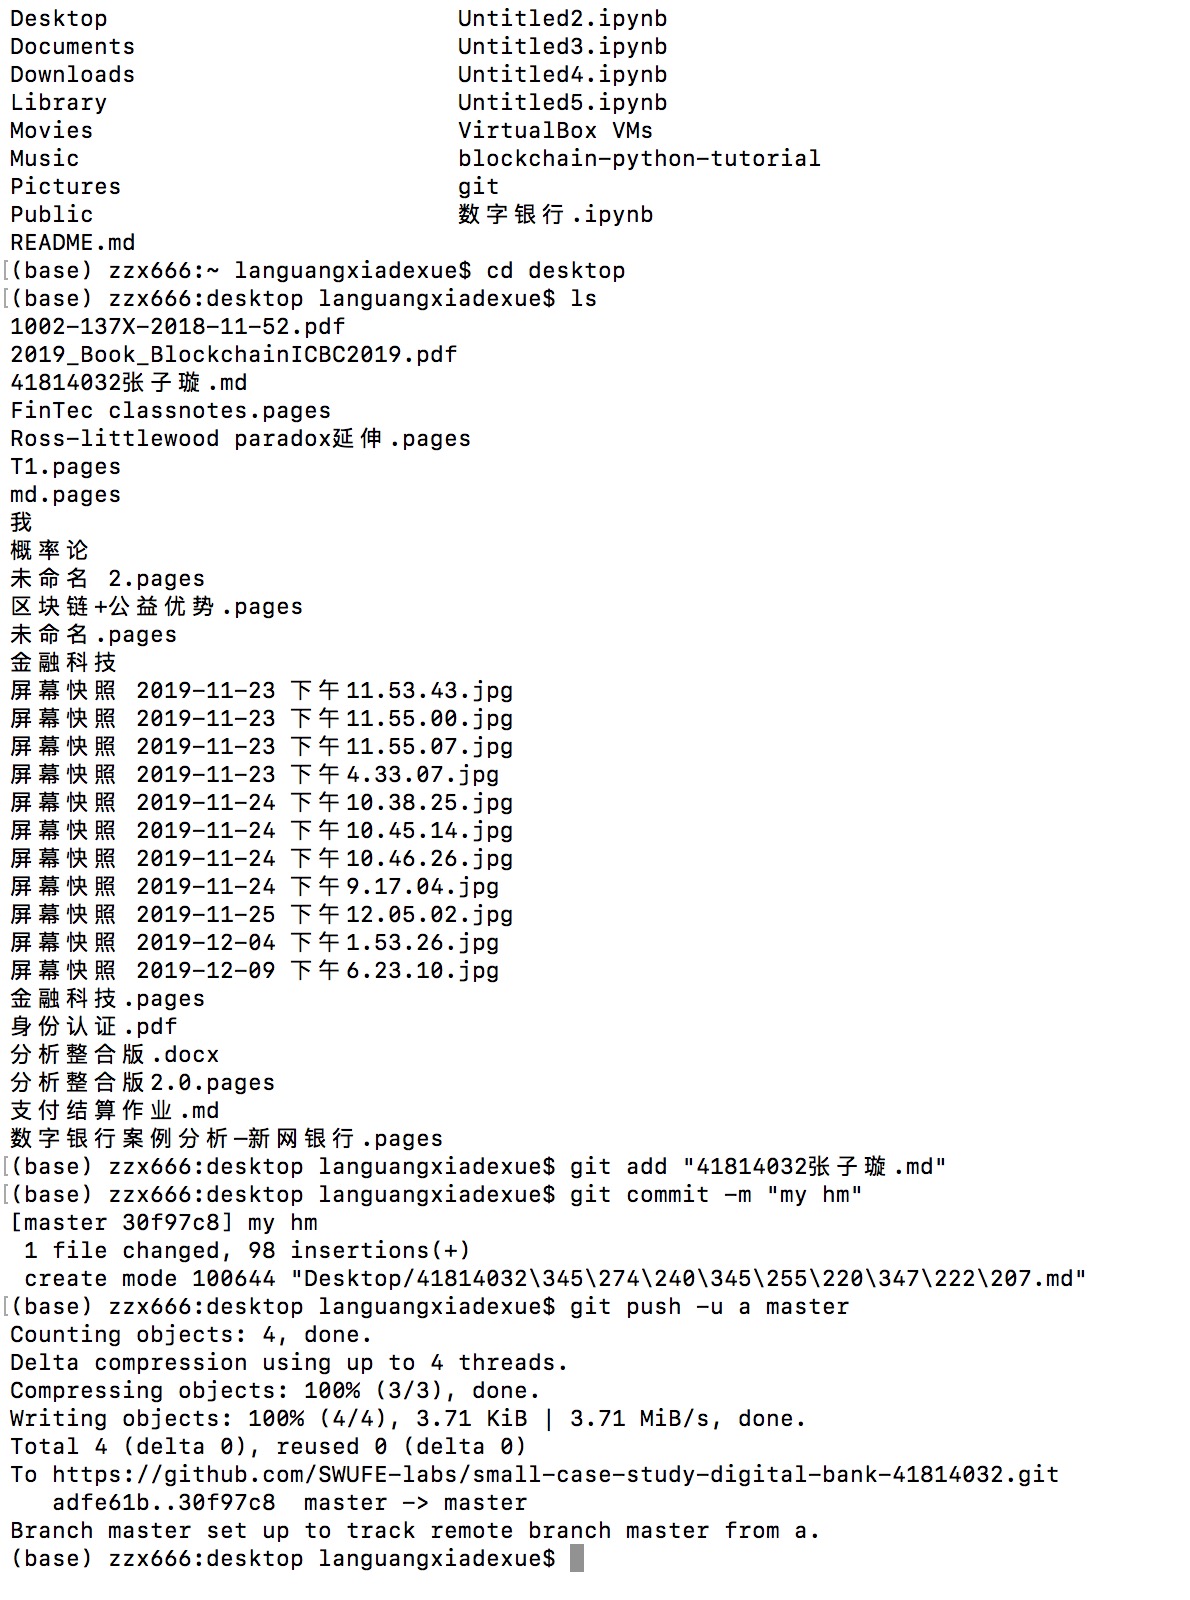 Desktop Untitled2.ipynb
Documents Untitled3.ipynb
Downloads Untitled4.ipynb
Library Untitled5.ipynb
Movies VirtualBox VMs
Music blockchain-python-tutorial
Pictures git
Public 数字银行.ipynb
README.md
[(base) zzx666:~ languangxiadexue$ cd desktop
[(base) zzx666:desktop languangxiadexue$ ls
1002-137X-2018-11-52.pdf
2019_Book_BlockchainICBC2019.pdf
41814032张子璇.md
FinTec classnotes.pages
Ross-littlewood paradox延伸.pages
T1.pages
md.pages
我
概率论
未命名 2.pages
区块链+公益优势.pages
未命名.pages
金融科技
屏幕快照 2019-11-23 下午11.53.43.jpg
屏幕快照 2019-11-23 下午11.55.00.jpg
屏幕快照 2019-11-23 下午11.55.07.jpg
屏幕快照 2019-11-23 下午4.33.07.jpg
屏幕快照 2019-11-24 下午10.38.25.jpg
屏幕快照 2019-11-24 下午10.45.14.jpg
屏幕快照 2019-11-24 下午10.46.26.jpg
屏幕快照 2019-11-24 下午9.17.04.jpg
屏幕快照 2019-11-25 下午12.05.02.jpg
屏幕快照 2019-12-04 下午1.53.26.jpg
屏幕快照 2019-12-09 下午6.23.10.jpg
金融科技.pages
身份认证.pdf
分析整合版.docx
分析整合版2.0.pages
支付结算作业.md
数字银行案例分析—新网银行.pages
[(base) zzx666:desktop languangxiadexue$ git add "41814032张子璇.md"
[(base) zzx666:desktop languangxiadexue$ git commit -m "my hm"
[master 30f97c8] my hm
1 file changed, 98 insertions(+)
create mode 100644 "Desktop/41814032\345\274\240\345\255\220\347\222\207.md"
[(base) zzx666:desktop languangxiadexue$ git push -u a master
Counting objects: 4, done.
Delta compression using up to 4 threads.
Compressing objects: 100% (3/3), done.
Writing objects: 100% (4/4), 3.71 KiB | 3.71 MiB/s, done.
Total 4 (delta 0), reused 0 (delta 0)
To https://github.com/SWUFE-labs/small-case-study-digital-bank-41814032.git
adfe61b..30f97c8 master -> master
Branch master set up to track remote branch master from a.
(base) zzx666:desktop languangxiadexue$